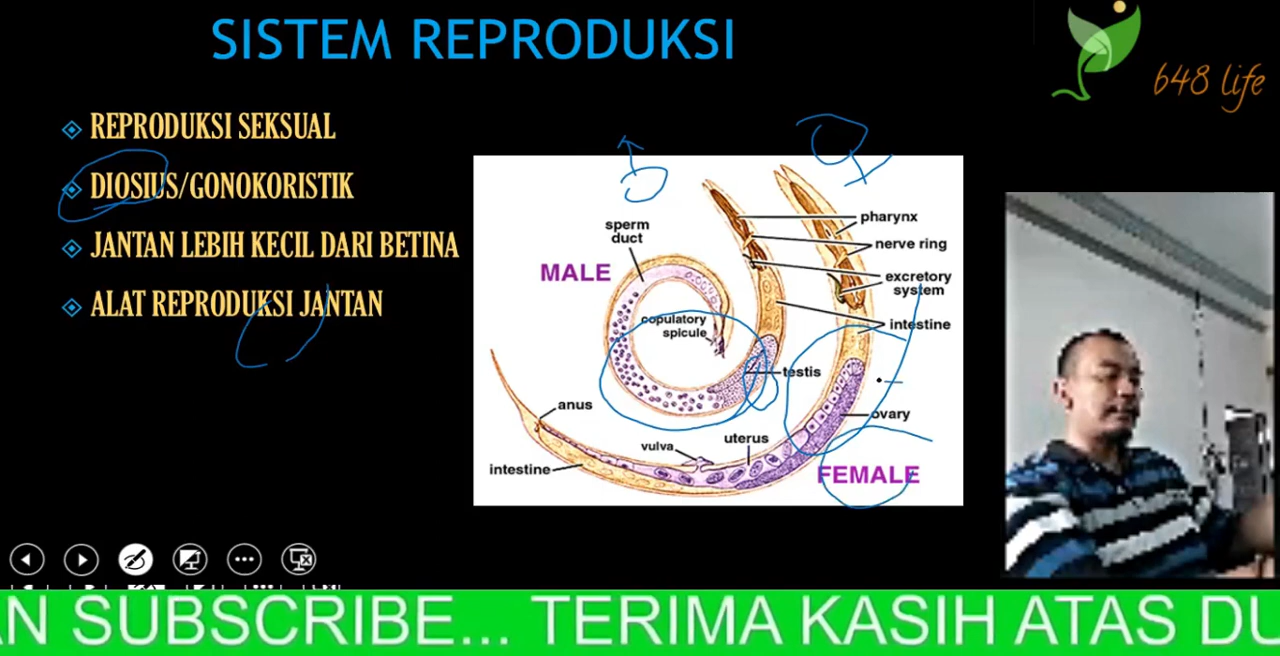 SISTEM REPRODUKSI
648 life
REPRODUKSI SEKSUAL
DIOSIUS/GONOKORISTIK
JANTAN LEBIH KECIL DARI BETINA
ALAT REPRODUKSI JANTAN
sperm
duct
MALE
copulatory
spicule
pharynx
nerve ring
excretory
system
intestine
testis
ovary
anus
vulva
uterus
intestine
FEMALE
AN SUBSCRIBE... TERIMA KASIH ATAS DU